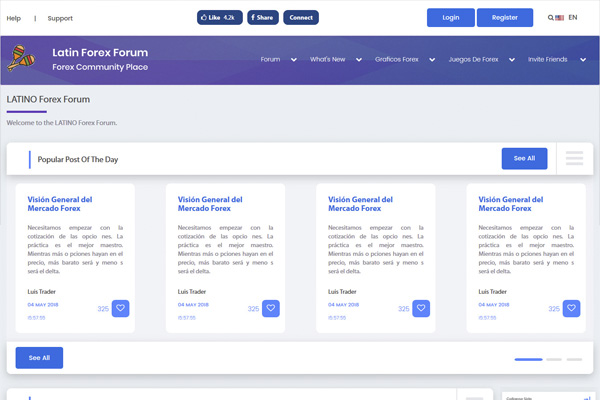 Help | Support Like 4.2k Share Connect Login Register EN
Latin Forex Forum
Forex Community Place
Forum What's New Graficos Forex Juegos De Forex Invite Friends
LATINO Forex Forum
Welcome to the LATINO Forex Forum.
Popular Post Of The Day See All
Visión General del
Mercado Forex
Necesitamos empezar con la
cotización de las opcio nes. La
práctica es el mejor maestro.
Mientras más o pciones hayan en el
precio, más barato será y meno s
será el delta.
Luis Trader
04 MAY 2018
15:57:55
325
Visión General del
Mercado Forex
Necesitamos empezar con la
cotización de las opcio nes. La
práctica es el mejor maestro.
Mientras más o pciones hayan en el
precio, más barato será y meno s
será el delta.
Luis Trader
04 MAY 2018
15:57:55
325
Visión General del
Mercado Forex
Necesitamos empezar con la
cotización de las opcio nes. La
práctica es el mejor maestro.
Mientras más o pciones hayan en el
precio, más barato será y meno s
será el delta.
Luis Trader
04 MAY 2018
15:57:55
325
Visión General del
Mercado Forex
Necesitamos empezar con la
cotización de las opcio nes. La
práctica es el mejor maestro.
Mientras más o pciones hayan en el
precio, más barato será y meno s
será el delta.
Luis Trader
04 MAY 2018
15:57:55
325
See All